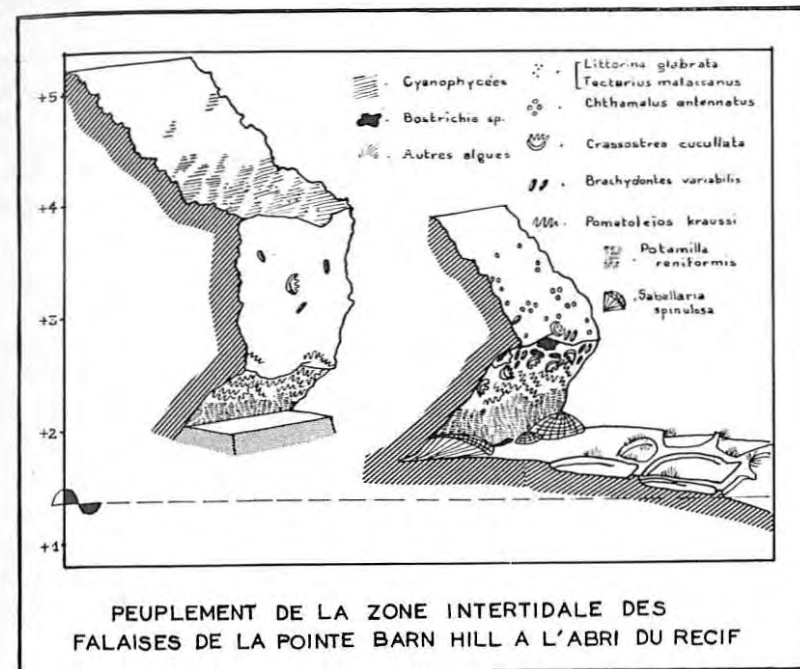 +5
+4
+3
+2
+1
Cyanophycées
Bostrichia sp.
Autres algues
Littorina glabrata
Tectarius malaccanus
Chthamalus antennatus
Crassostrea cucullata
Brachydontes variabilis
Pomatoleios kraussi
Potamilla
reniformis
Sabellaria
spinulosa
PEUPLEMENT DE LA ZONE INTERTIDALE DES
FALAISES DE LA POINTE BARN HILL A L'ABRI DU RECIF